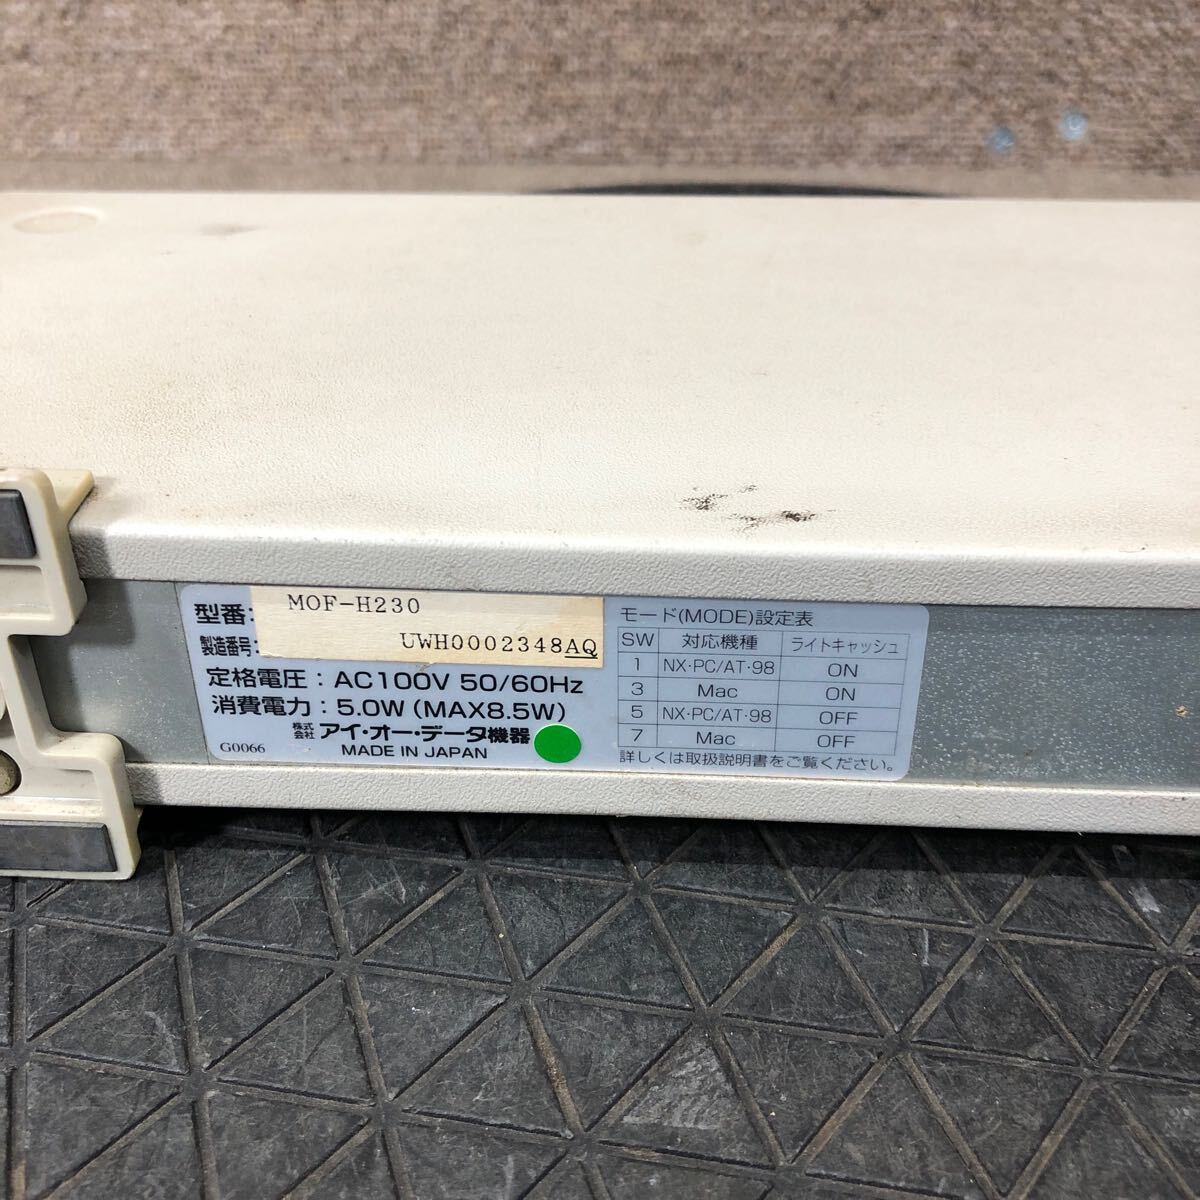 型番: MOF-H230
製造番号: UWH0002348AQ
定格電圧: AC100V 50/60Hz
消費電力: 5.0W (MAX8.5W)
株式会社 アイ・オー・データ機器
G0066 MADE IN JAPAN
モード(MODE)設定表
SW 対応機種 ライトキャッシュ
1 NX・PC/AT・98 ON
3 Mac ON
5 NX・PC/AT・98 OFF
7 Mac OFF
詳しくは取扱説明書をご覧ください。